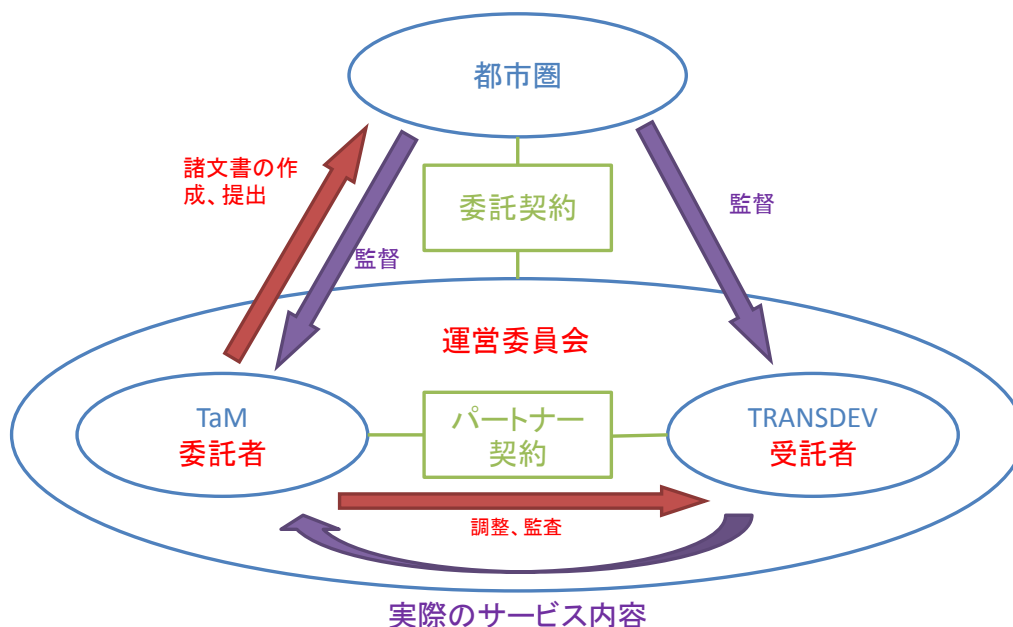 都市圏
諸文書の作
成、提出
委託契約
監督
監督
運営委員会
TaM
委託者
パートナー
契約
TRANSDEV
受託者
調整、監査
実際のサービス内容